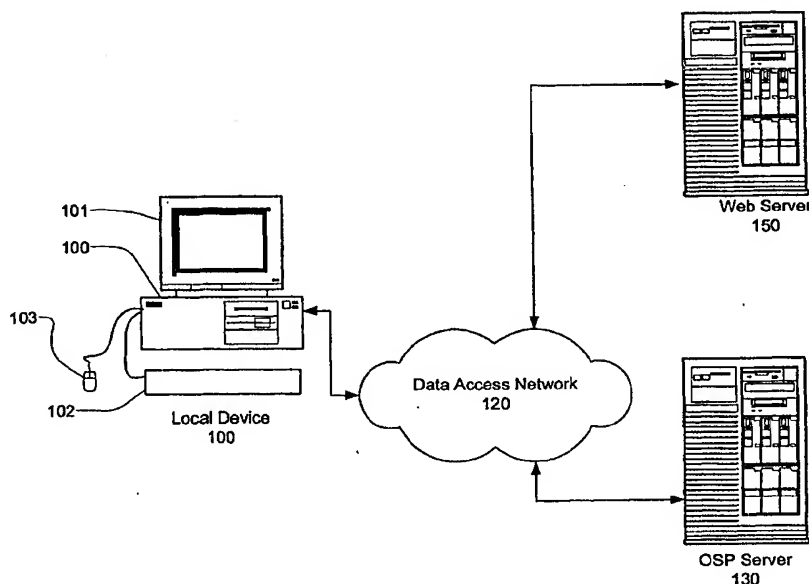 Web Server
150
101
100
103
102
Local Device
100
Data Access Network
120
OSP Server
130